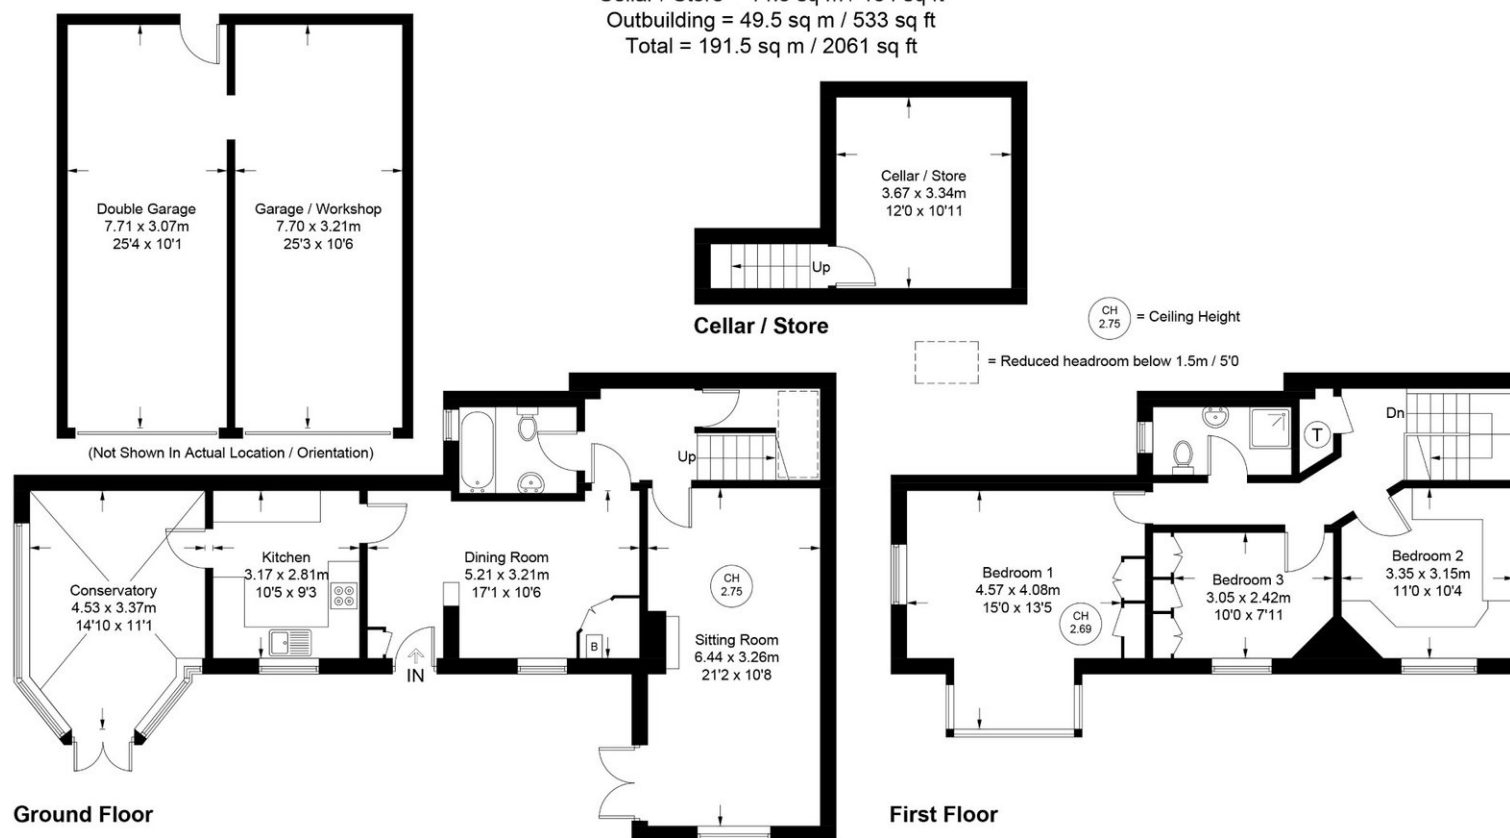 Outbuilding = 49.5 sq m / 533 sq ft
Total = 191.5 sq m / 2061 sq ft
Double Garage
7.71 x 3.07m
25'4 x 10'1
Garage / Workshop
7.70 x 3.21m
25'3 x 10'6
(Not Shown In Actual Location / Orientation)
Cellar / Store
3.67 x 3.34m
12'0 x 10'11
Up
Cellar / Store
CH
2.75
= Ceiling Height
= Reduced headroom below 1.5m / 5'0
Conservatory
4.53 x 3.37m
14'10 x 11'1
Kitchen
3.17 x 2.81m
10'5 x 9'3
Dining Room
5.21 x 3.21m
17'1 x 10'6
B
IN
Up
CH
2.75
Sitting Room
6.44 x 3.26m
21'2 x 10'8
Ground Floor
T
Dn
Bedroom 1
4.57 x 4.08m
15'0 x 13'5
CH
2.69
Bedroom 3
3.05 x 2.42m
10'0 x 7'11
Bedroom 2
3.35 x 3.15m
11'0 x 10'4
First Floor